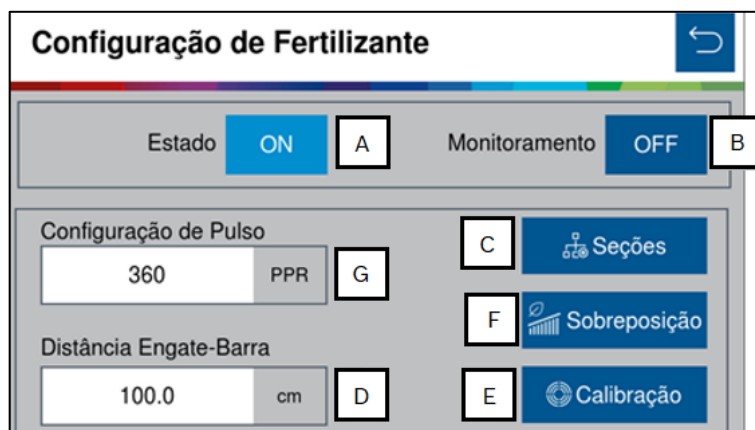 Configuração de Fertilizante
Estado ON A Monitoramento OFF B
Configuração de Pulso
360 PPR G
C Seções
F Sobreposição
Distância Engate-Barra
100.0 cm D
E Calibração